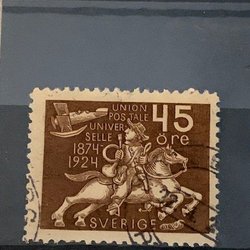 UNION
POSTALE
UNIVER
SELLE
1874
1924
45
öre
SVERIGE